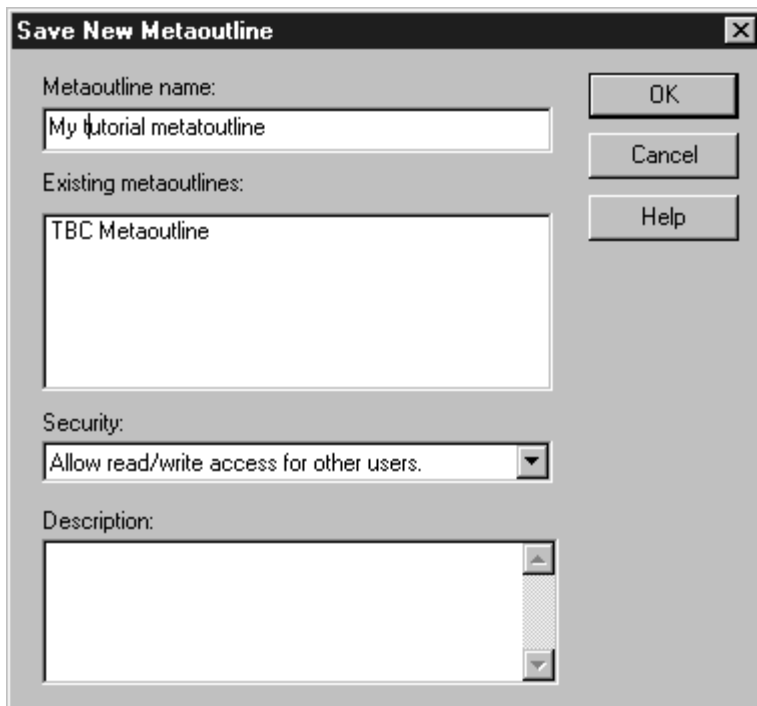 Save New Metaoutline
Metaoutline name:
OK
My tutorial metatoutline
Cancel
Existing metaoutlines:
Help
TBC Metaoutline
Security:
Allow read/write access for other users.
Description: